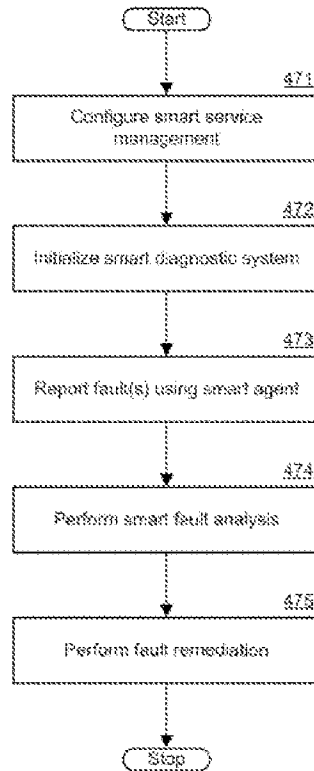 Start
471
Configure smart service
management
472
Initialize smart diagnostic system
473
Report fault(s) using smart agent
474
Perform smart fault analysis
475
Perform fault remediation
Stop